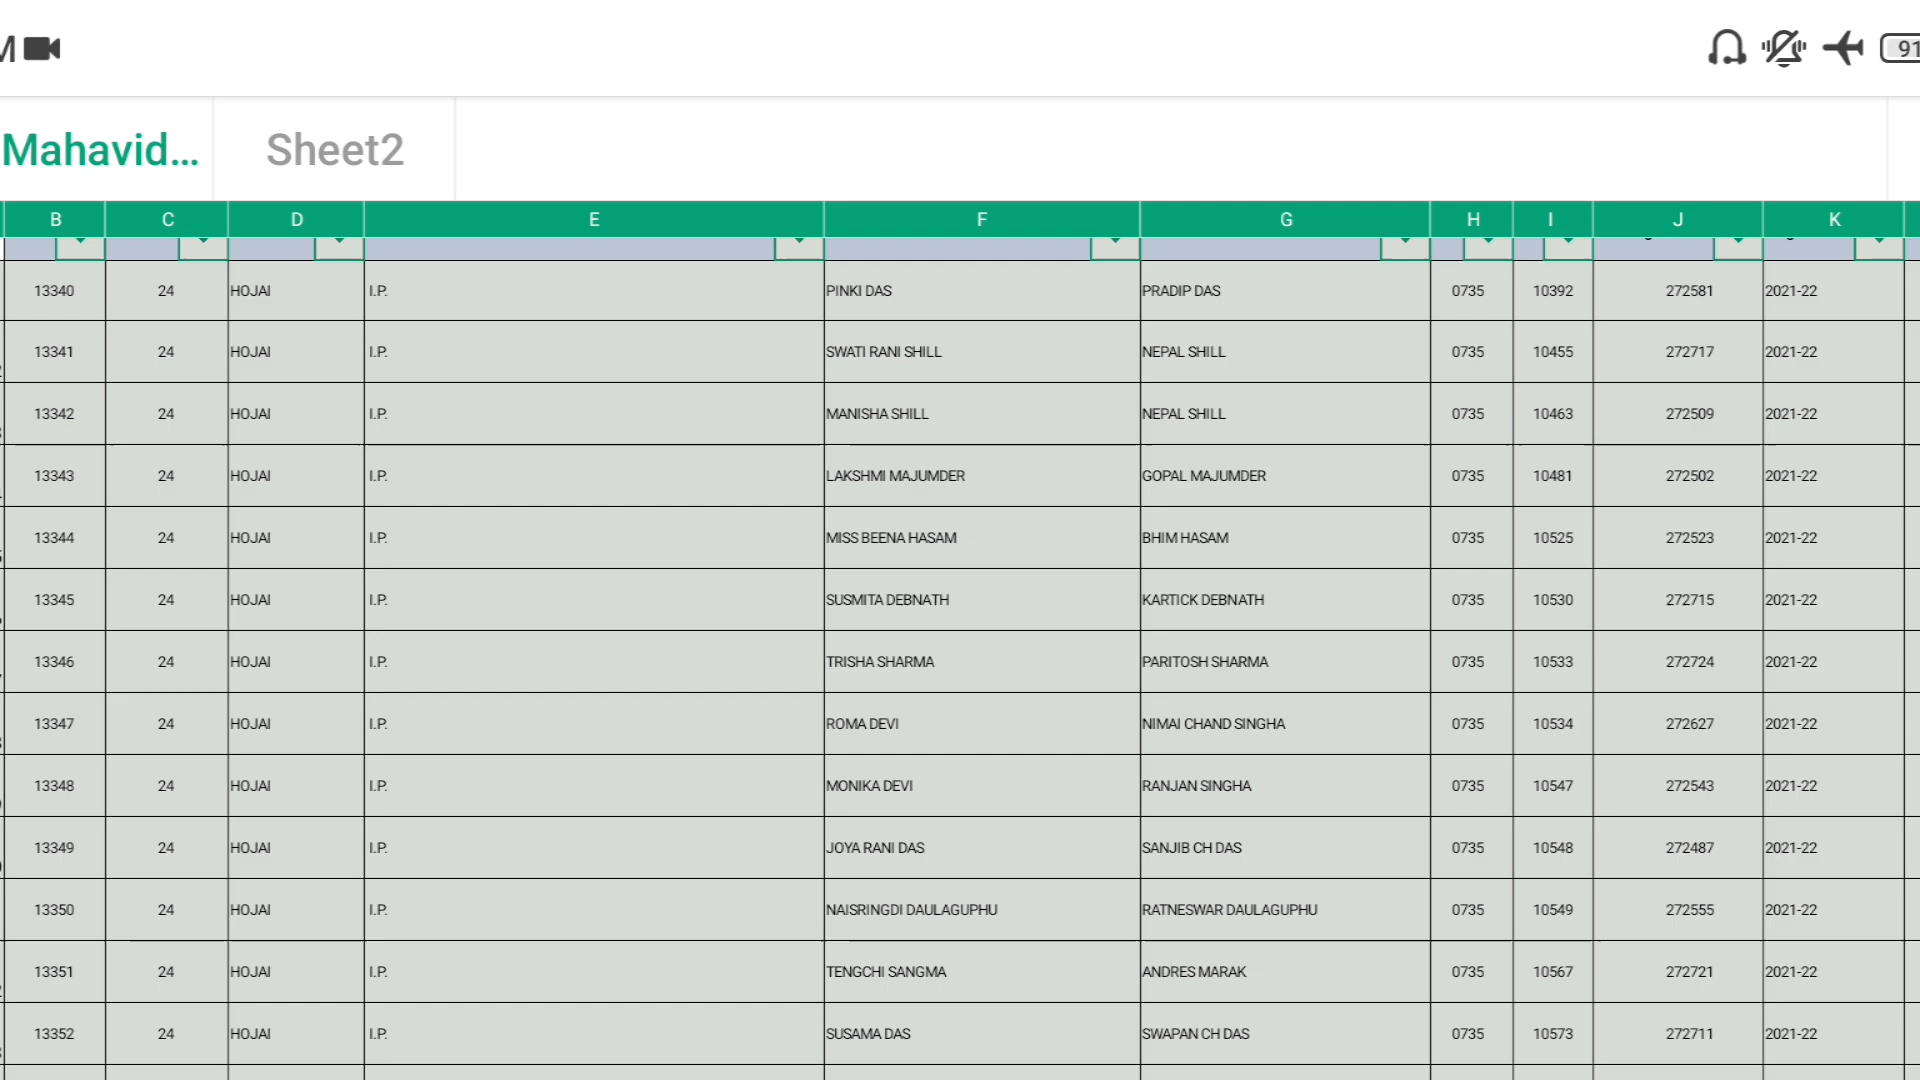 M 91
Mahavid... Sheet2
B C D E F G H I J K
13340 24 HOJAI I.P. PINKI DAS PRADIP DAS 0735 10392 272581 2021-22
13341 24 HOJAI I.P. SWATI RANI SHILL NEPAL SHILL 0735 10455 272717 2021-22
13342 24 HOJAI I.P. MANISHA SHILL NEPAL SHILL 0735 10463 272509 2021-22
13343 24 HOJAI I.P. LAKSHMI MAJUMDER GOPAL MAJUMDER 0735 10481 272502 2021-22
13344 24 HOJAI I.P. MISS BEENA HASAM BHIM HASAM 0735 10525 272523 2021-22
13345 24 HOJAI I.P. SUSMITA DEBNATH KARTICK DEBNATH 0735 10530 272715 2021-22
13346 24 HOJAI I.P. TRISHA SHARMA PARITOSH SHARMA 0735 10533 272724 2021-22
13347 24 HOJAI I.P. ROMA DEVI NIMAI CHAND SINGHA 0735 10534 272627 2021-22
13348 24 HOJAI I.P. MONIKA DEVI RANJAN SINGHA 0735 10547 272543 2021-22
13349 24 HOJAI I.P. JOYA RANI DAS SANJIB CH DAS 0735 10548 272487 2021-22
13350 24 HOJAI I.P. NAISRINGDI DAULAGUPHU RATNESWAR DAULAGUPHU 0735 10549 272555 2021-22
13351 24 HOJAI I.P. TENGCHI SANGMA ANDRES MARAK 0735 10567 272721 2021-22
13352 24 HOJAI I.P. SUSAMA DAS SWAPAN CH DAS 0735 10573 272711 2021-22